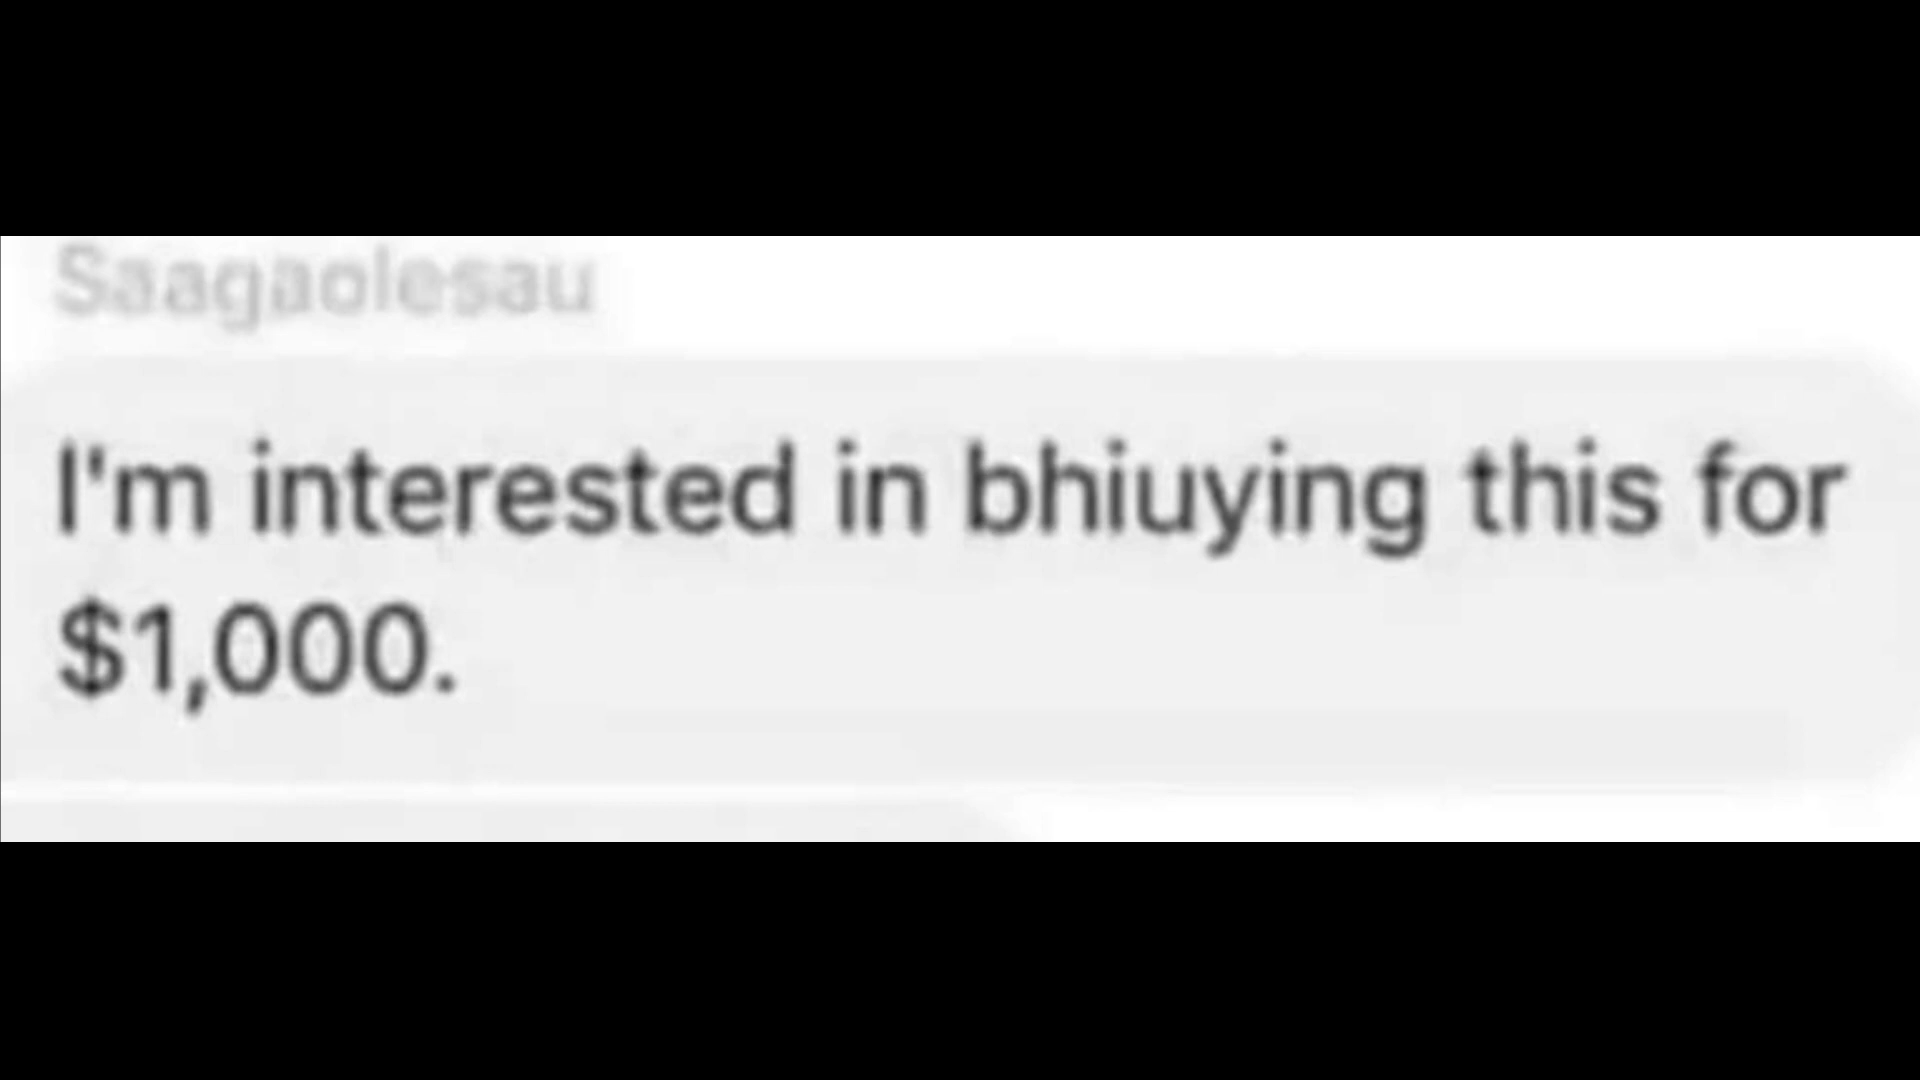 Saagaolesau
I'm interested in bhiuying this for
$1,000.